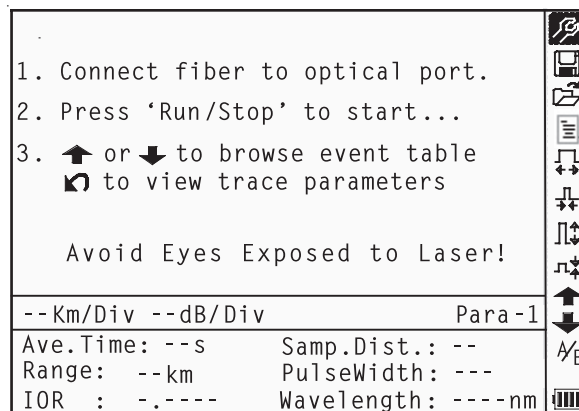 1. Connect fiber to optical port.
2. Press ‘Run/Stop’ to start...
3. ⬆ or ⬇ to browse event table
↶ to view trace parameters
Avoid Eyes Exposed to Laser!
--Km/Div --dB/Div Para-1
Ave.Time: --s Samp.Dist.: --
Range: --km PulseWidth: ---
IOR : -.---- Wavelength: ----nm
A/B